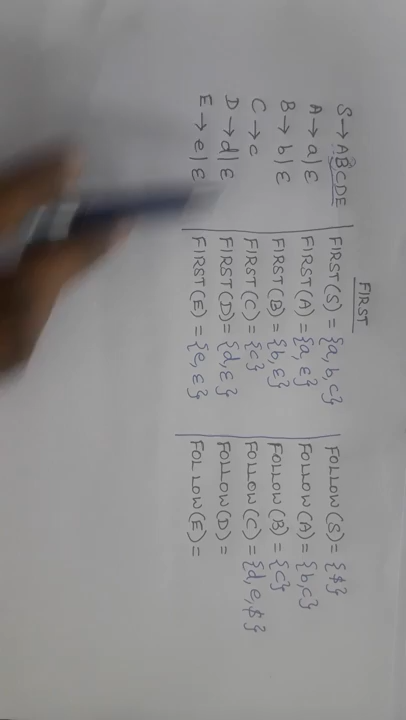 FIRST
S → ABCDE FIRST(S) = {a, b, c} FOLLOW(S) = {$}
A → a|ε FIRST(A) = {a, ε} FOLLOW(A) = {b,c}
B → b|ε FIRST(B) = {b, ε} FOLLOW(B) = {c}
C → c FIRST(C) = {c} FOLLOW(C) = {d, e, $}
D → d|ε FIRST(D) = {d, ε} FOLLOW(D) =
E → e|ε FIRST(E) = {e, ε} FOLLOW(E) =